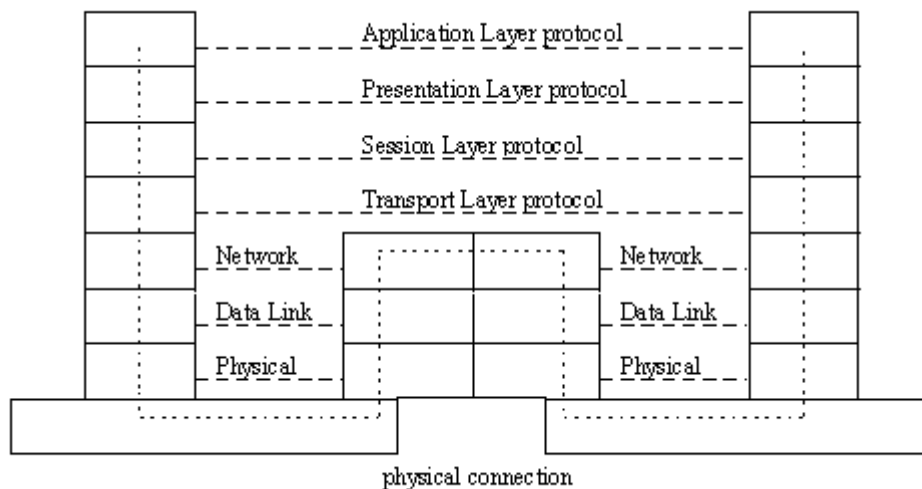 Application Layer protocol
Presentation Layer protocol
Session Layer protocol
Transport Layer protocol
Network
Network
Data Link
Data Link
Physical
Physical
physical connection